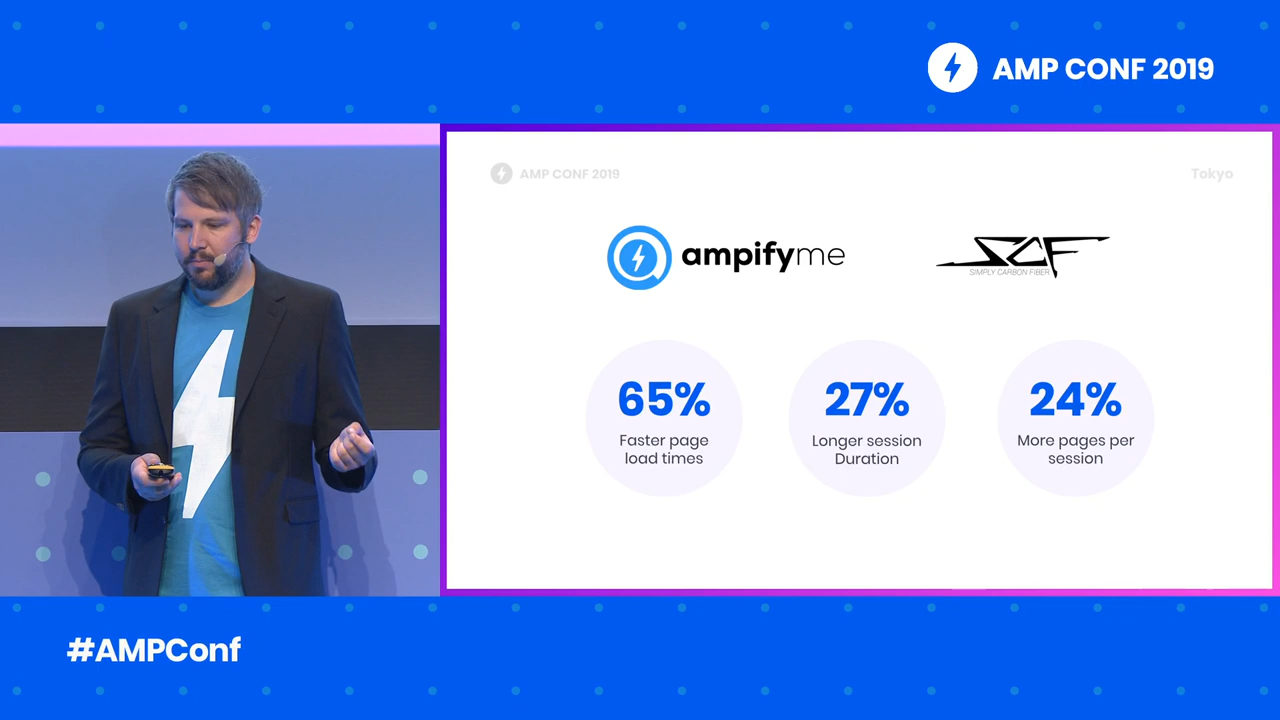 AMP CONF 2019
AMP CONF 2019
Tokyo
ampifyme
SCF
SIMPLY CARBON FIBER
65%
Faster page
load times
27%
Longer session
Duration
24%
More pages per
session
#AMPConf